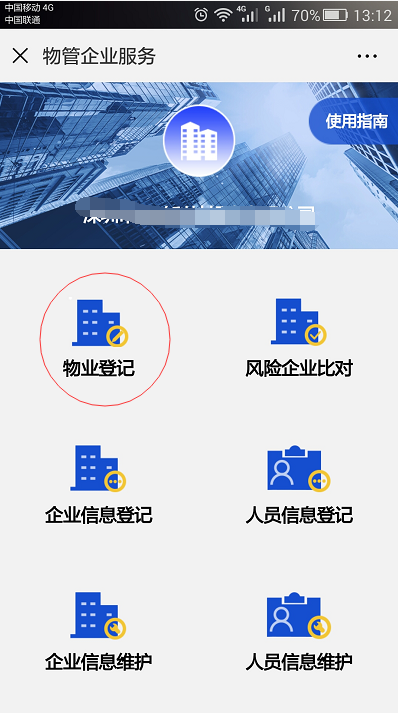 中国移动 4G
中国联通
4G
G
70%
13:12
物管企业服务
使用指南
物业登记
风险企业比对
企业信息登记
人员信息登记
企业信息维护
人员信息维护